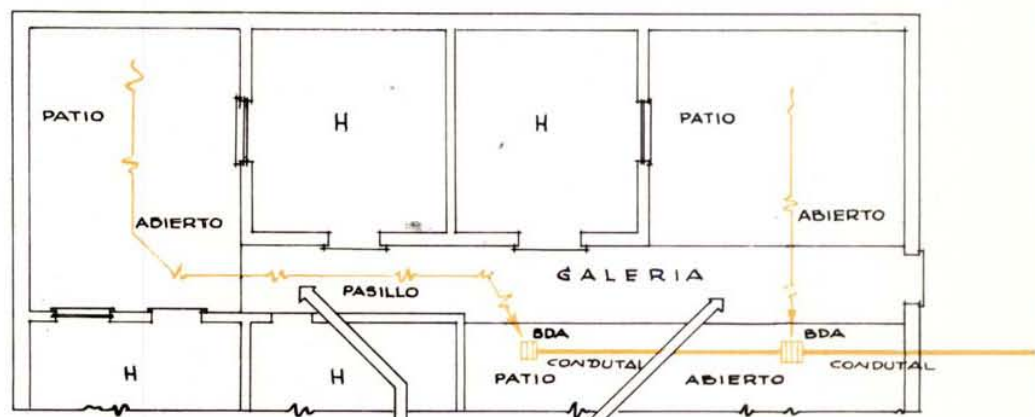 PATIO
ABIERTO
H
H
PATIO
ABIERTO
GALERIA
PASILLO
BDA
BDA
CONDUTAL
CONDUTAL
H
H
PATIO
ABIERTO